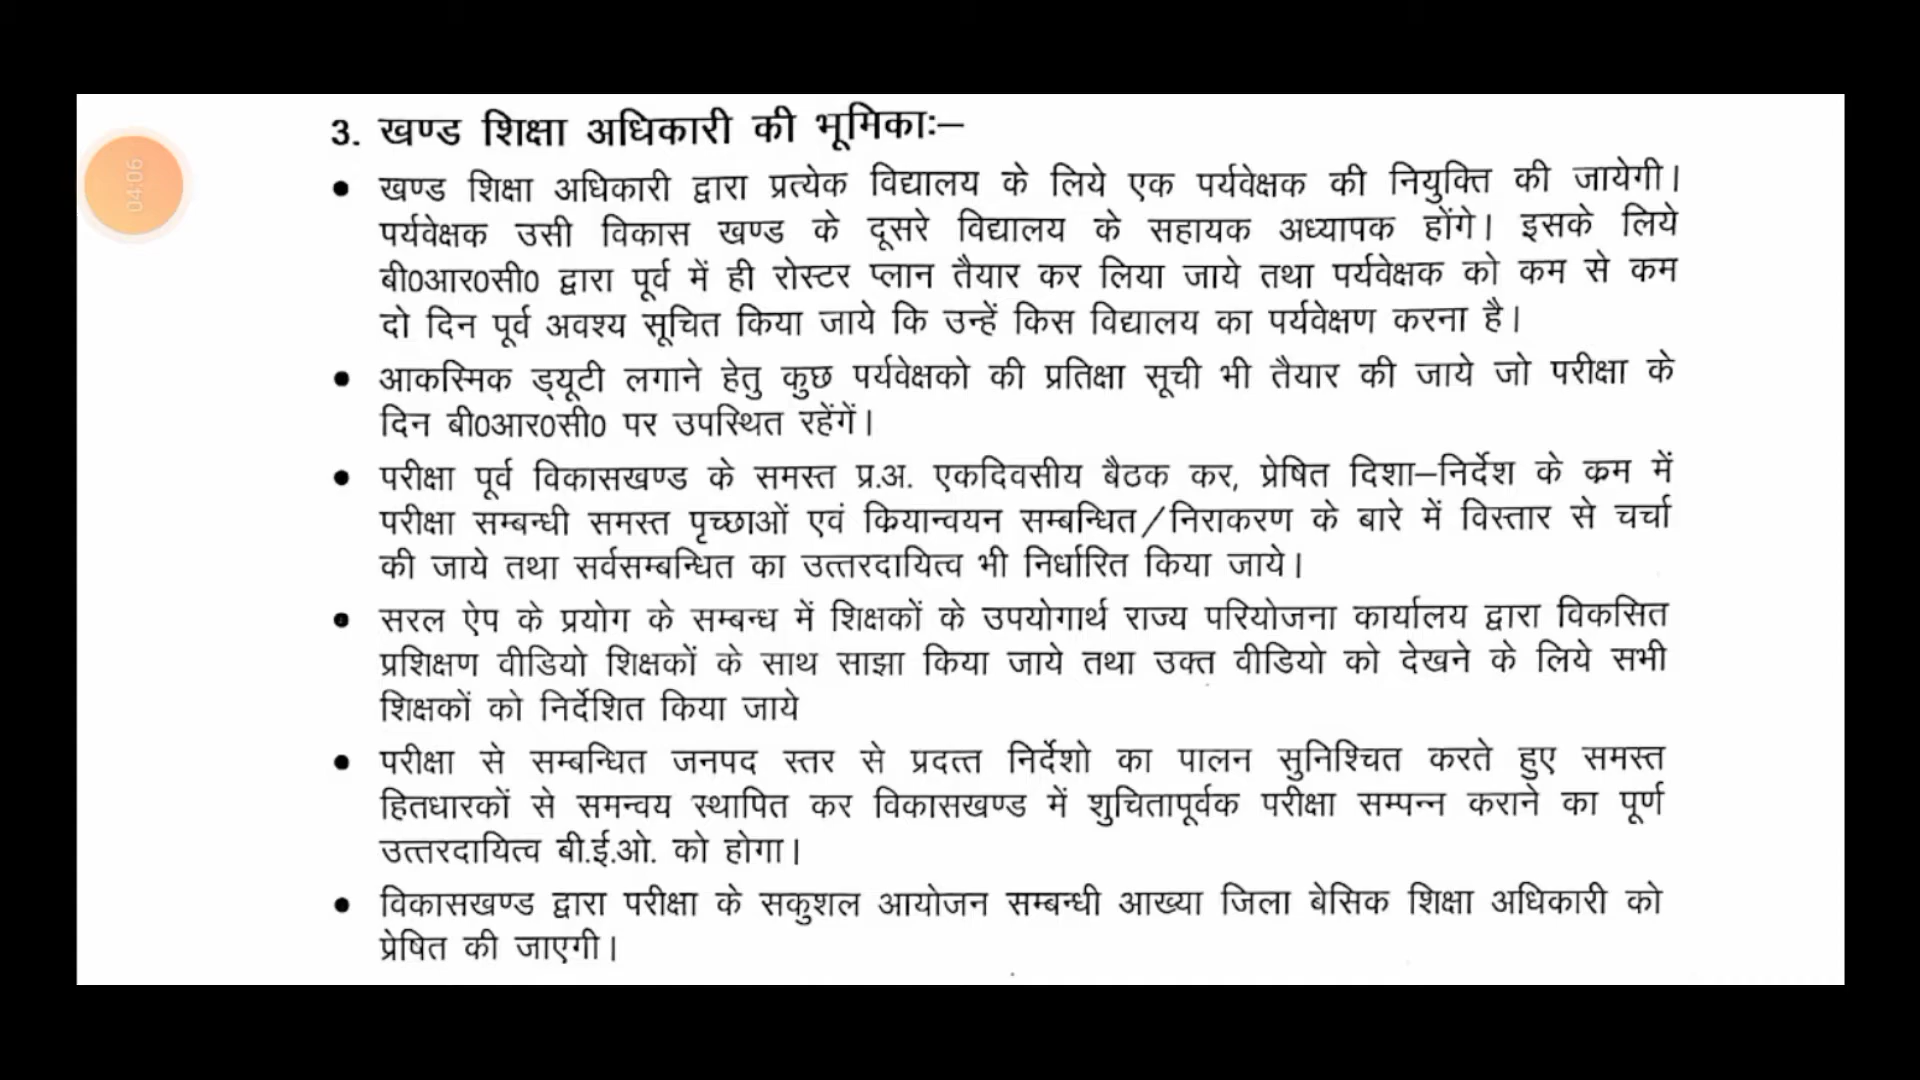 04:06
3. खण्ड शिक्षा अधिकारी की भूमिकाः–
• खण्ड शिक्षा अधिकारी द्वारा प्रत्येक विद्यालय के लिये एक पर्यवेक्षक की नियुक्ति की जायेगी।
पर्यवेक्षक उसी विकास खण्ड के दूसरे विद्यालय के सहायक अध्यापक होंगे। इसके लिये
बी0आर0सी0 द्वारा पूर्व में ही रोस्टर प्लान तैयार कर लिया जाये तथा पर्यवेक्षक को कम से कम
दो दिन पूर्व अवश्य सूचित किया जाये कि उन्हें किस विद्यालय का पर्यवेक्षण करना है।
• आकस्मिक ड्यूटी लगाने हेतु कुछ पर्यवेक्षको की प्रतिक्षा सूची भी तैयार की जाये जो परीक्षा के
दिन बी0आर0सी0 पर उपस्थित रहेंगें।
• परीक्षा पूर्व विकासखण्ड के समस्त प्र.अ. एकदिवसीय बैठक कर, प्रेषित दिशा–निर्देश के क्रम में
परीक्षा सम्बन्धी समस्त पृच्छाओं एवं क्रियान्वयन सम्बन्धित/निराकरण के बारे में विस्तार से चर्चा
की जाये तथा सर्वसम्बन्धित का उत्तरदायित्व भी निर्धारित किया जाये।
• सरल ऐप के प्रयोग के सम्बन्ध में शिक्षकों के उपयोगार्थ राज्य परियोजना कार्यालय द्वारा विकसित
प्रशिक्षण वीडियो शिक्षकों के साथ साझा किया जाये तथा उक्त वीडियो को देखने के लिये सभी
शिक्षकों को निर्देशित किया जाये
• परीक्षा से सम्बन्धित जनपद स्तर से प्रदत्त निर्देशो का पालन सुनिश्चित करते हुए समस्त
हितधारकों से समन्वय स्थापित कर विकासखण्ड में शुचितापूर्वक परीक्षा सम्पन्न कराने का पूर्ण
उत्तरदायित्व बी.ई.ओ. को होगा।
• विकासखण्ड द्वारा परीक्षा के सकुशल आयोजन सम्बन्धी आख्या जिला बेसिक शिक्षा अधिकारी को
प्रेषित की जाएगी।